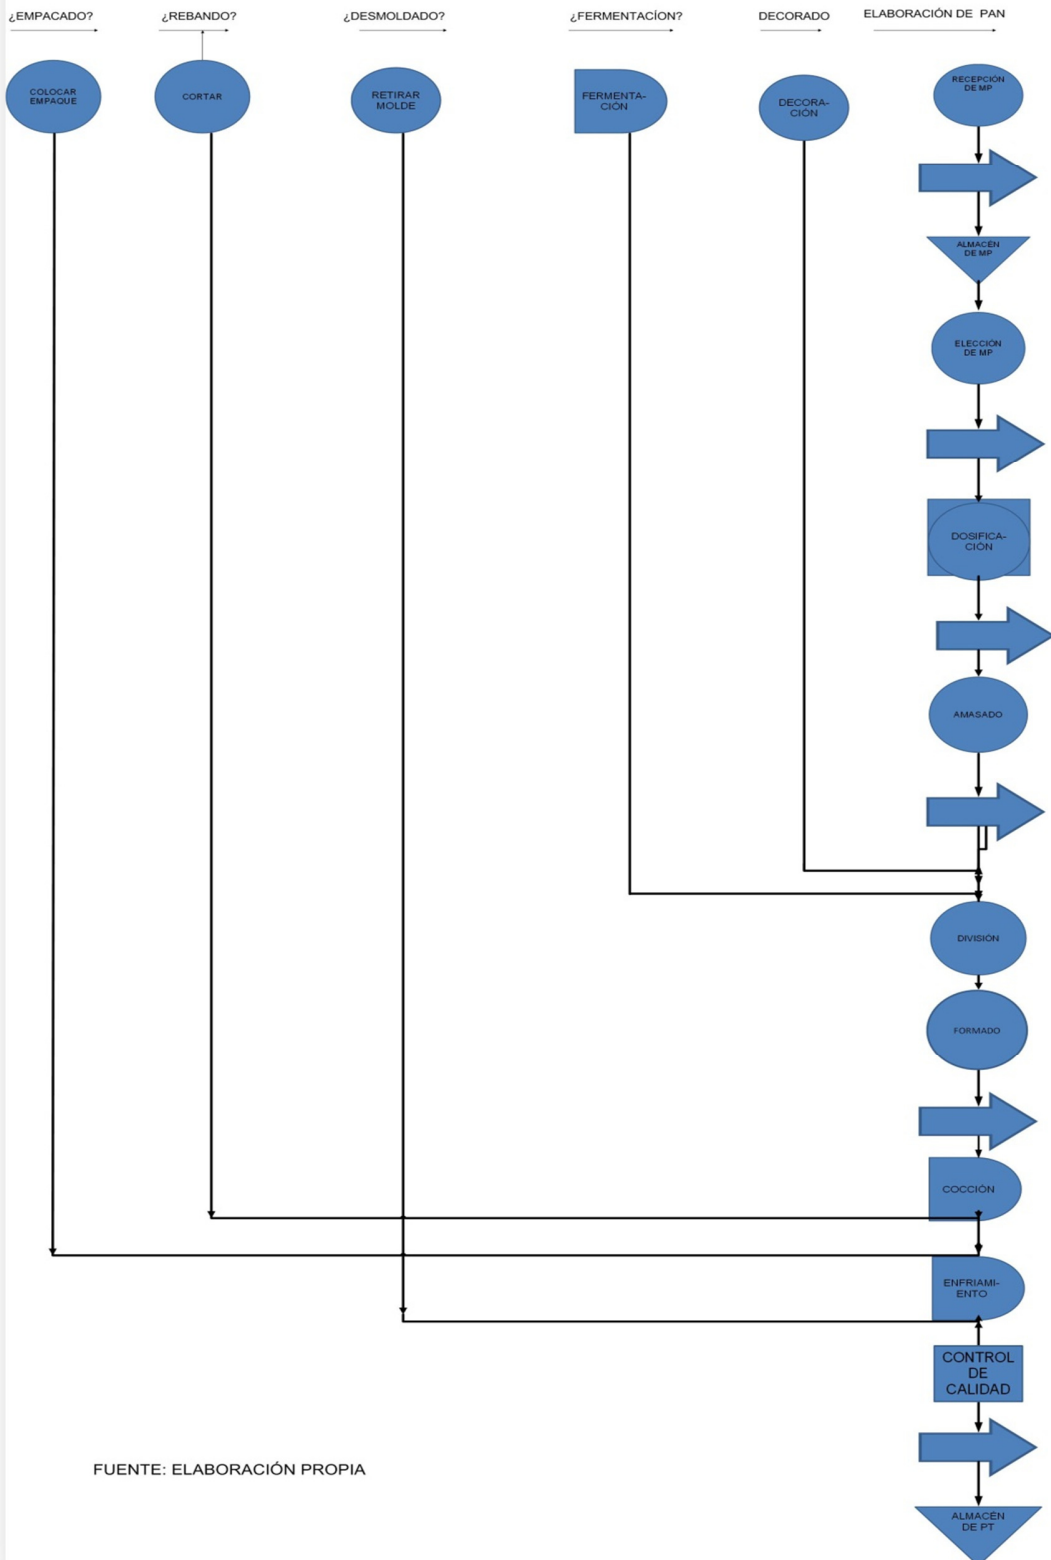 ¿EMPACADO?
¿REBANDO?
¿DESMOLDADO?
¿FERMENTACÍON?
DECORADO
ELABORACIÓN DE PAN
COLOCAR
EMPAQUE
CORTAR
RETIRAR
MOLDE
FERMENTA-
CIÓN
DECORA-
CIÓN
RECEPCIÓN
DE MP
ALMACÉN
DE MP
ELECCIÓN
DE MP
DOSIFICA-
CIÓN
AMASADO
DIVISIÓN
FORMADO
COCCIÓN
ENFRIAMI-
ENTO
CONTROL
DE
CALIDAD
FUENTE: ELABORACIÓN PROPIA
ALMACÉN
DE PT